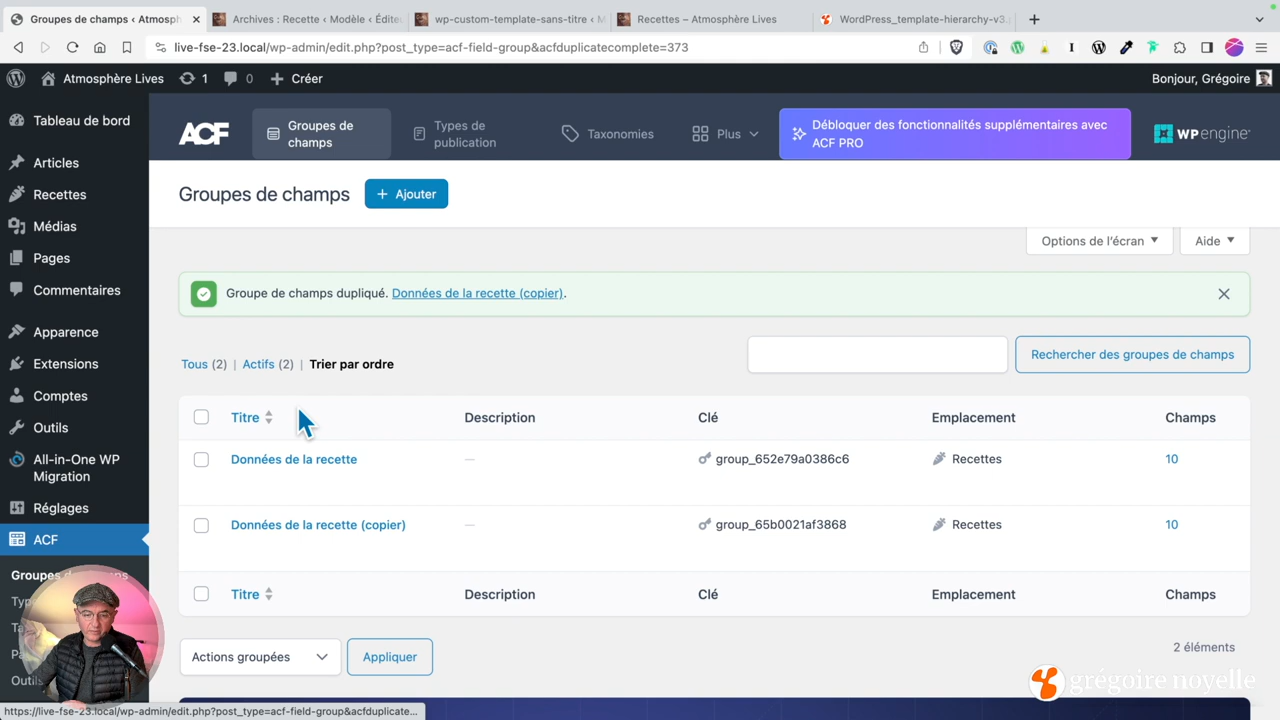 Groupes de champs ‹ Atmosph
Archives : Recette ‹ Modèle ‹ Édite
wp-custom-template-sans-titre ‹ M
Recettes – Atmosphère Lives
WordPress_template-hierarchy-v3.
live-fse-23.local/wp-admin/edit.php?post_type=acf-field-group&acfduplicatecomplete=373
Atmosphère Lives
1
0
Créer
Bonjour, Grégoire
Tableau de bord
Articles
Recettes
Médias
Pages
Commentaires
Apparence
Extensions
Comptes
Outils
All-in-One WP
Migration
Réglages
ACF
Groupes de champs
Outils
ACF
Groupes de
champs
Types de
publication
Taxonomies
Plus
Débloquer des fonctionnalités supplémentaires avec
ACF PRO
WP engine
Groupes de champs
+ Ajouter
Options de l'écran
Aide
Groupe de champs dupliqué. Données de la recette (copier).
Tous (2) | Actifs (2) | Trier par ordre
Rechercher des groupes de champs
Titre
Description
Clé
Emplacement
Champs
Données de la recette
—
group_652e79a0386c6
Recettes
10
Données de la recette (copier)
—
group_65b0021af3868
Recettes
10
Titre
Description
Clé
Emplacement
Champs
Actions groupées
Appliquer
2 éléments
grégoire noyelle
https://live-fse-23.local/wp-admin/edit.php?post_type=acf-field-group&acfduplicate...